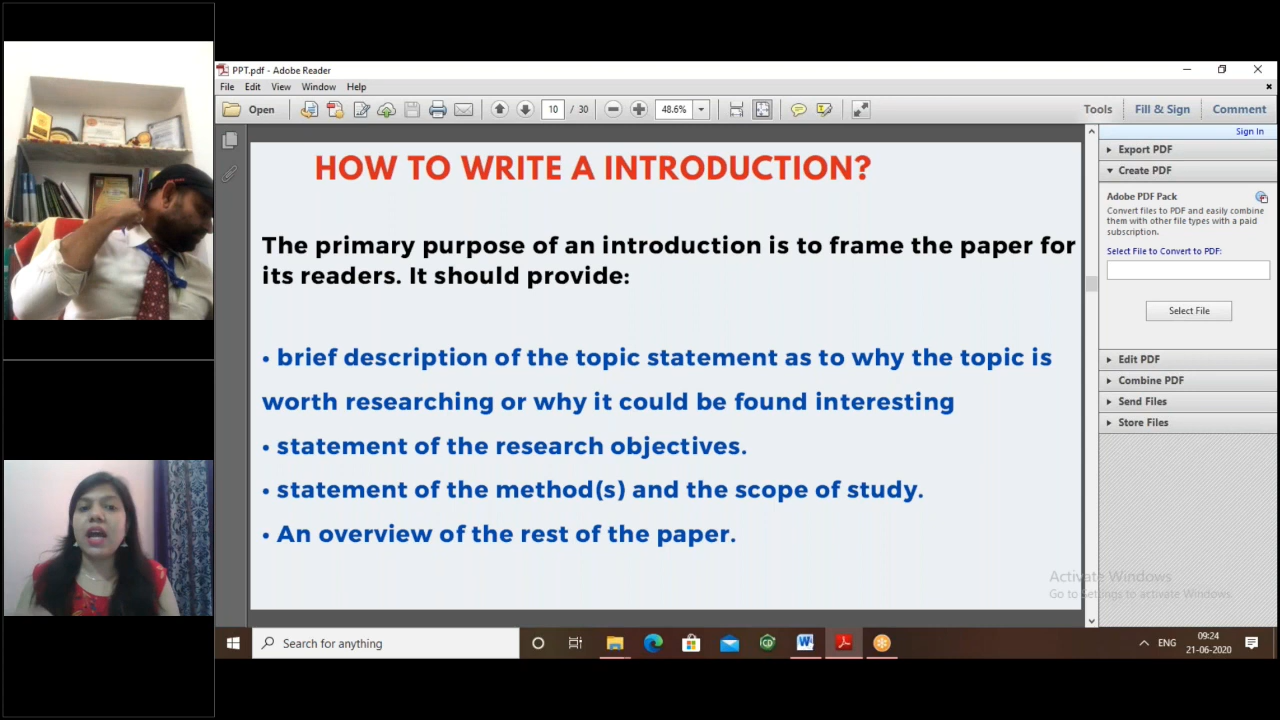 PPT.pdf - Adobe Reader
File Edit View Window Help
Open 10 / 30 48.6% Tools Fill & Sign Comment
Sign In
Export PDF
Create PDF
Adobe PDF Pack
Convert files to PDF and easily combine
them with other file types with a paid
subscription.
Select File to Convert to PDF:
Select File
Edit PDF
Combine PDF
Send Files
Store Files
HOW TO WRITE A INTRODUCTION?
The primary purpose of an introduction is to frame the paper for
its readers. It should provide:
• brief description of the topic statement as to why the topic is
worth researching or why it could be found interesting
• statement of the research objectives.
• statement of the method(s) and the scope of study.
• An overview of the rest of the paper.
Activate Windows
Go to Settings to activate Windows.
Search for anything
ENG
09:24
21-06-2020